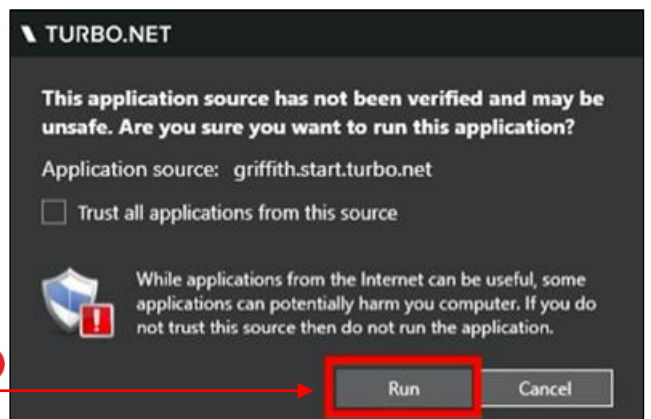 TURBO.NET
This application source has not been verified and may be
unsafe. Are you sure you want to run this application?
Application source: griffith.start.turbo.net
Trust all applications from this source
While applications from the Internet can be useful, some
applications can potentially harm you computer. If you do
not trust this source then do not run the application.
Run Cancel